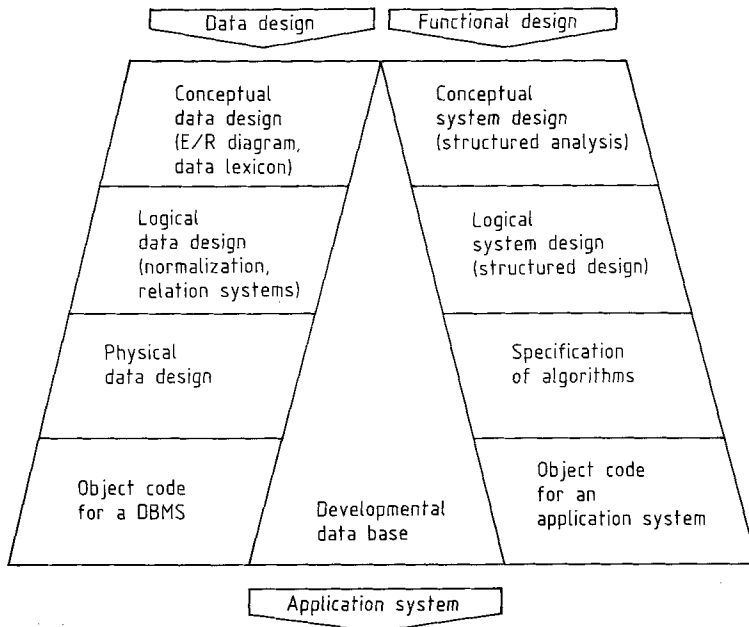 Data design
Functional design
Conceptual
data design
(E/R diagram,
data lexicon)
Conceptual
system design
(structured analysis)
Logical
data design
(normalization,
relation systems)
Logical
system design
(structured design)
Physical
data design
Specification
of algorithms
Object code
for a DBMS
Developmental
data base
Object code
for an
application system
Application system